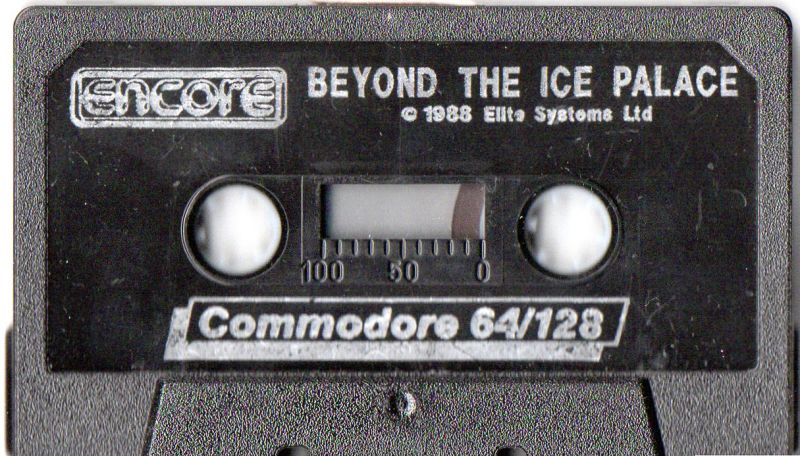 encore
BEYOND THE ICE PALACE
© 1988 Elite Systems Ltd
100 50 0
Commodore 64/128